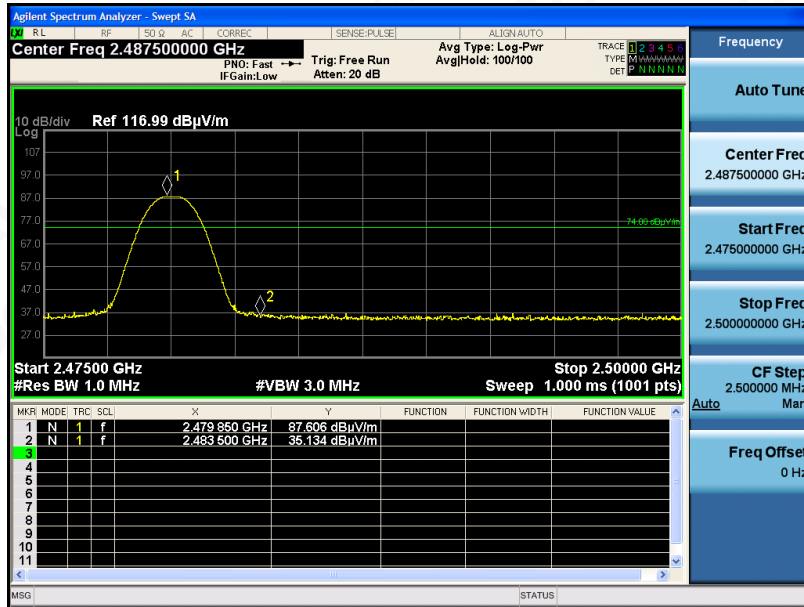 Agilent Spectrum Analyzer - Swept SA
LXI RL RF 50 Ω AC CORREC SENSE:PULSE ALIGN AUTO
Center Freq 2.487500000 GHz
PNO: Fast
IFGain:Low
Trig: Free Run
Atten: 20 dB
Avg Type: Log-Pwr
Avg|Hold: 100/100
TRACE 1 2 3 4 5 6
TYPE M WWWWW
DET P N N N N N
10 dB/div Ref 116.99 dBµV/m
Log
107
97.0
87.0
77.0
67.0
57.0
47.0
37.0
27.0
1
2
74.00 dBµV/m
Start 2.47500 GHz Stop 2.50000 GHz
#Res BW 1.0 MHz #VBW 3.0 MHz Sweep 1.000 ms (1001 pts)
MKR MODE TRC SCL X Y FUNCTION FUNCTION WIDTH FUNCTION VALUE
1 N 1 f 2.479 850 GHz 87.606 dBµV/m
2 N 1 f 2.483 500 GHz 35.134 dBµV/m
3
4
5
6
7
8
9
10
11
MSG STATUS
Frequency
Auto Tune
Center Freq
2.487500000 GHz
Start Freq
2.475000000 GHz
Stop Freq
2.500000000 GHz
CF Step
2.500000 MHz
Auto Man
Freq Offset
0 Hz